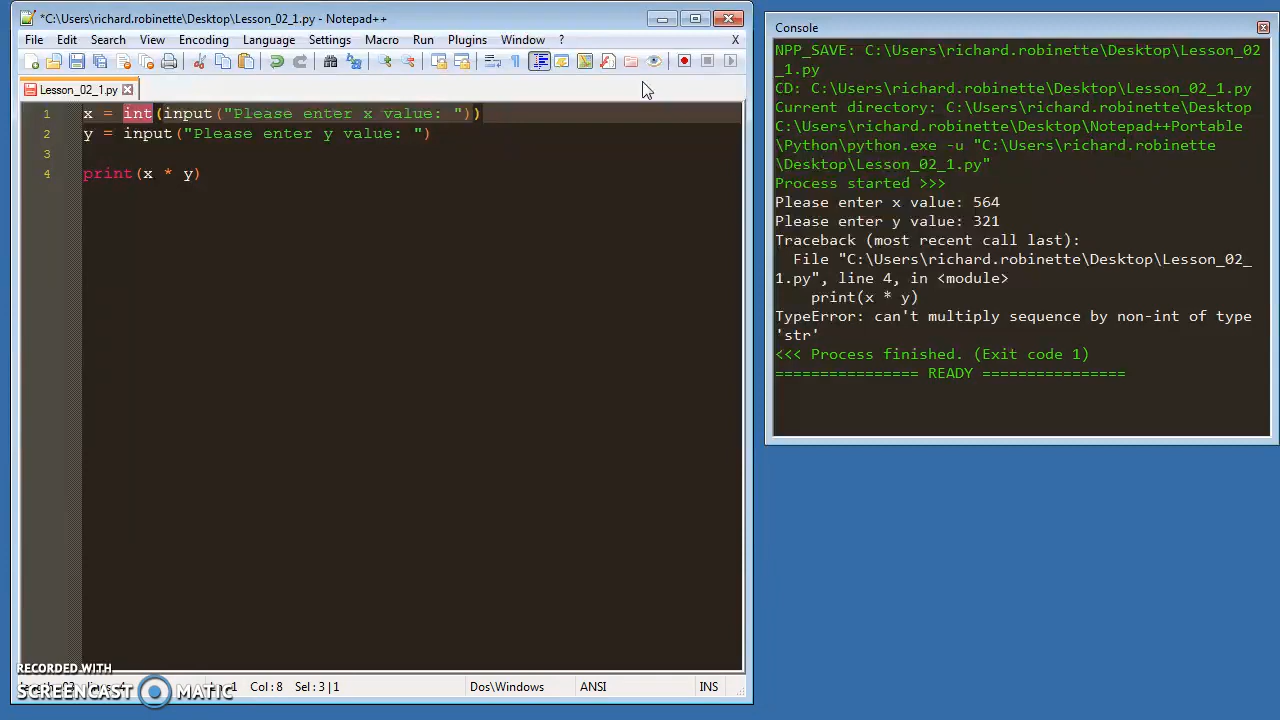 *C:\Users\richard.robinette\Desktop\Lesson_02_1.py - Notepad++
File Edit Search View Encoding Language Settings Macro Run Plugins Window ? X
Lesson_02_1.py
1 x = int(input("Please enter x value: "))
2 y = input("Please enter y value: ")
3
4 print(x * y)
RECORDED WITH
SCREENCAST MATIC
Col : 8 Sel : 3 | 1 Dos\Windows ANSI INS
Console
NPP_SAVE: C:\Users\richard.robinette\Desktop\Lesson_02
_1.py
CD: C:\Users\richard.robinette\Desktop\Lesson_02_1.py
Current directory: C:\Users\richard.robinette\Desktop
C:\Users\richard.robinette\Desktop\Notepad++Portable
\Python\python.exe -u "C:\Users\richard.robinette
\Desktop\Lesson_02_1.py"
Process started >>>
Please enter x value: 564
Please enter y value: 321
Traceback (most recent call last):
File "C:\Users\richard.robinette\Desktop\Lesson_02_
1.py", line 4, in <module>
print(x * y)
TypeError: can't multiply sequence by non-int of type
'str'
<<< Process finished. (Exit code 1)
================ READY ================